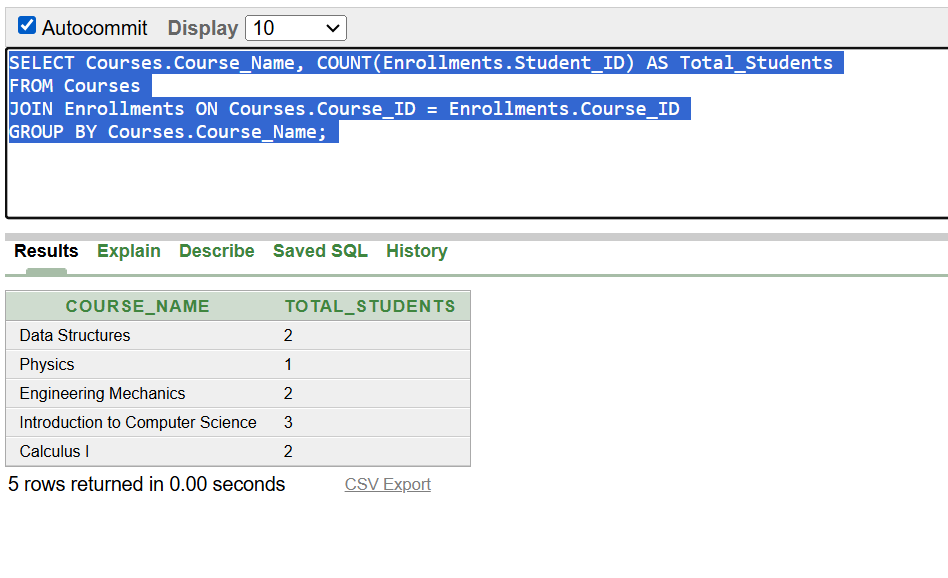 Autocommit Display 10
SELECT Courses.Course_Name, COUNT(Enrollments.Student_ID) AS Total_Students
FROM Courses
JOIN Enrollments ON Courses.Course_ID = Enrollments.Course_ID
GROUP BY Courses.Course_Name;
Results Explain Describe Saved SQL History
COURSE_NAME TOTAL_STUDENTS
Data Structures 2
Physics 1
Engineering Mechanics 2
Introduction to Computer Science 3
Calculus I 2
5 rows returned in 0.00 seconds CSV Export